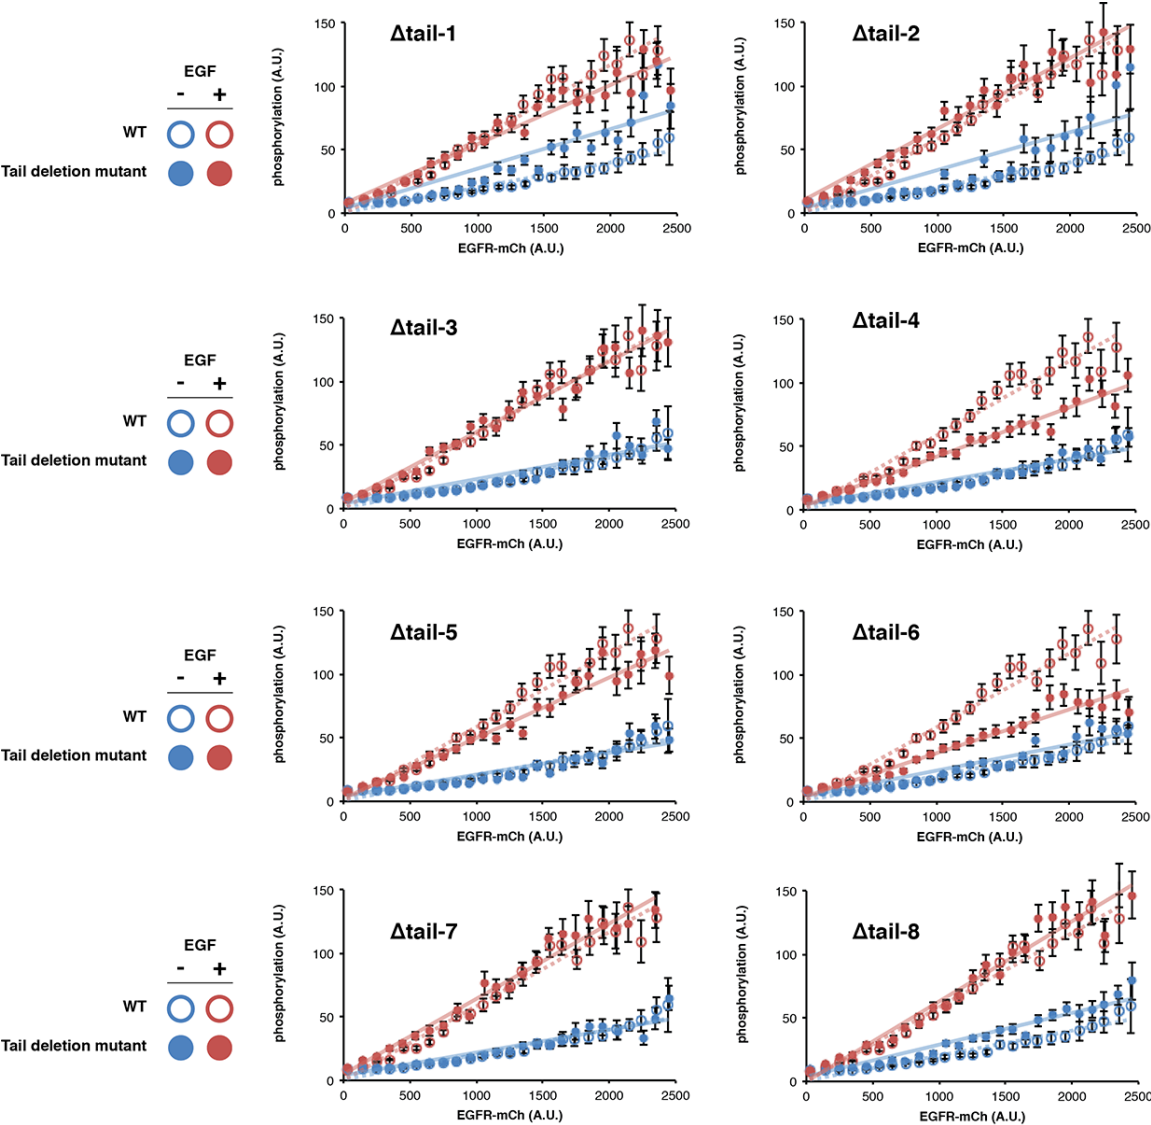 Δtail-1
Δtail-2
EGF
- +
WT
Tail deletion mutant
phosphorylation (A.U.)
150
100
50
0
0 500 1000 1500 2000 2500
EGFR-mCh (A.U.)
phosphorylation (A.U.)
150
100
50
0
0 500 1000 1500 2000 2500
EGFR-mCh (A.U.)
Δtail-3
Δtail-4
EGF
- +
WT
Tail deletion mutant
phosphorylation (A.U.)
150
100
50
0
0 500 1000 1500 2000 2500
EGFR-mCh (A.U.)
phosphorylation (A.U.)
150
100
50
0
0 500 1000 1500 2000 2500
EGFR-mCh (A.U.)
Δtail-5
Δtail-6
EGF
- +
WT
Tail deletion mutant
phosphorylation (A.U.)
150
100
50
0
0 500 1000 1500 2000 2500
EGFR-mCh (A.U.)
phosphorylation (A.U.)
150
100
50
0
0 500 1000 1500 2000 2500
EGFR-mCh (A.U.)
Δtail-7
Δtail-8
EGF
- +
WT
Tail deletion mutant
phosphorylation (A.U.)
150
100
50
0
0 500 1000 1500 2000 2500
EGFR-mCh (A.U.)
phosphorylation (A.U.)
150
100
50
0
0 500 1000 1500 2000 2500
EGFR-mCh (A.U.)